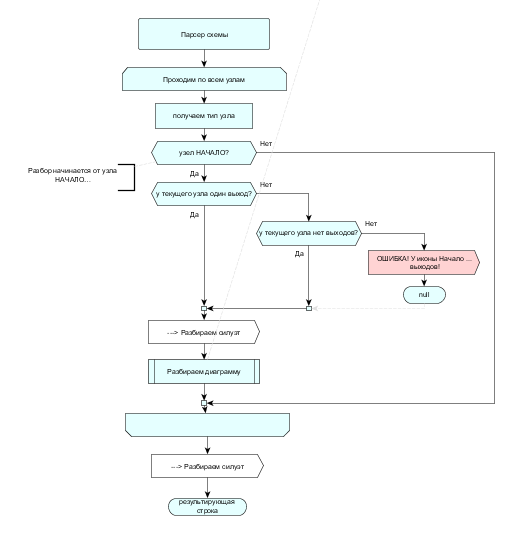 Парсер схемы
Проходим по всем узлам
получаем тип узла
узел НАЧАЛО?
Нет
Да
Разбор начинается от узла
НАЧАЛО...
у текущего узла один выход?
Нет
Да
у текущего узла нет выходов?
Нет
Да
ОШИБКА! У иконы Начало ...
выходов!
null
---> Разбираем силуэт
Разбираем диаграмму
---> Разбираем силуэт
результирующая
строка